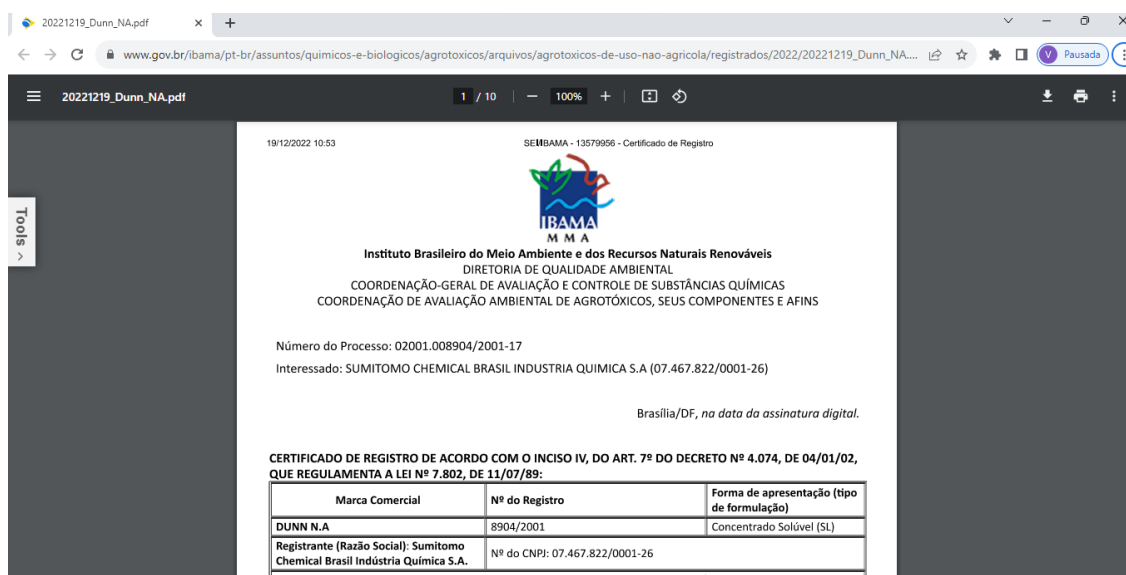 20221219_Dunn_NA.pdf
www.gov.br/ibama/pt-br/assuntos/quimicos-e-biologicos/agrotoxicos/arquivos/agrotoxicos-de-uso-nao-agricola/registrados/2022/20221219_Dunn_NA....
V Pausada
20221219_Dunn_NA.pdf
1 / 10
100%
Tools
19/12/2022 10:53
SEI/IBAMA - 13579956 - Certificado de Registro
IBAMA
M M A
Instituto Brasileiro do Meio Ambiente e dos Recursos Naturais Renováveis
DIRETORIA DE QUALIDADE AMBIENTAL
COORDENAÇÃO-GERAL DE AVALIAÇÃO E CONTROLE DE SUBSTÂNCIAS QUÍMICAS
COORDENAÇÃO DE AVALIAÇÃO AMBIENTAL DE AGROTÓXICOS, SEUS COMPONENTES E AFINS
Número do Processo: 02001.008904/2001-17
Interessado: SUMITOMO CHEMICAL BRASIL INDUSTRIA QUIMICA S.A (07.467.822/0001-26)
Brasília/DF, na data da assinatura digital.
CERTIFICADO DE REGISTRO DE ACORDO COM O INCISO IV, DO ART. 7º DO DECRETO Nº 4.074, DE 04/01/02,
QUE REGULAMENTA A LEI Nº 7.802, DE 11/07/89:
Marca Comercial
Nº do Registro
Forma de apresentação (tipo
de formulação)
DUNN N.A
8904/2001
Concentrado Solúvel (SL)
Registrante (Razão Social): Sumitomo
Chemical Brasil Indústria Química S.A.
Nº do CNPJ: 07.467.822/0001-26